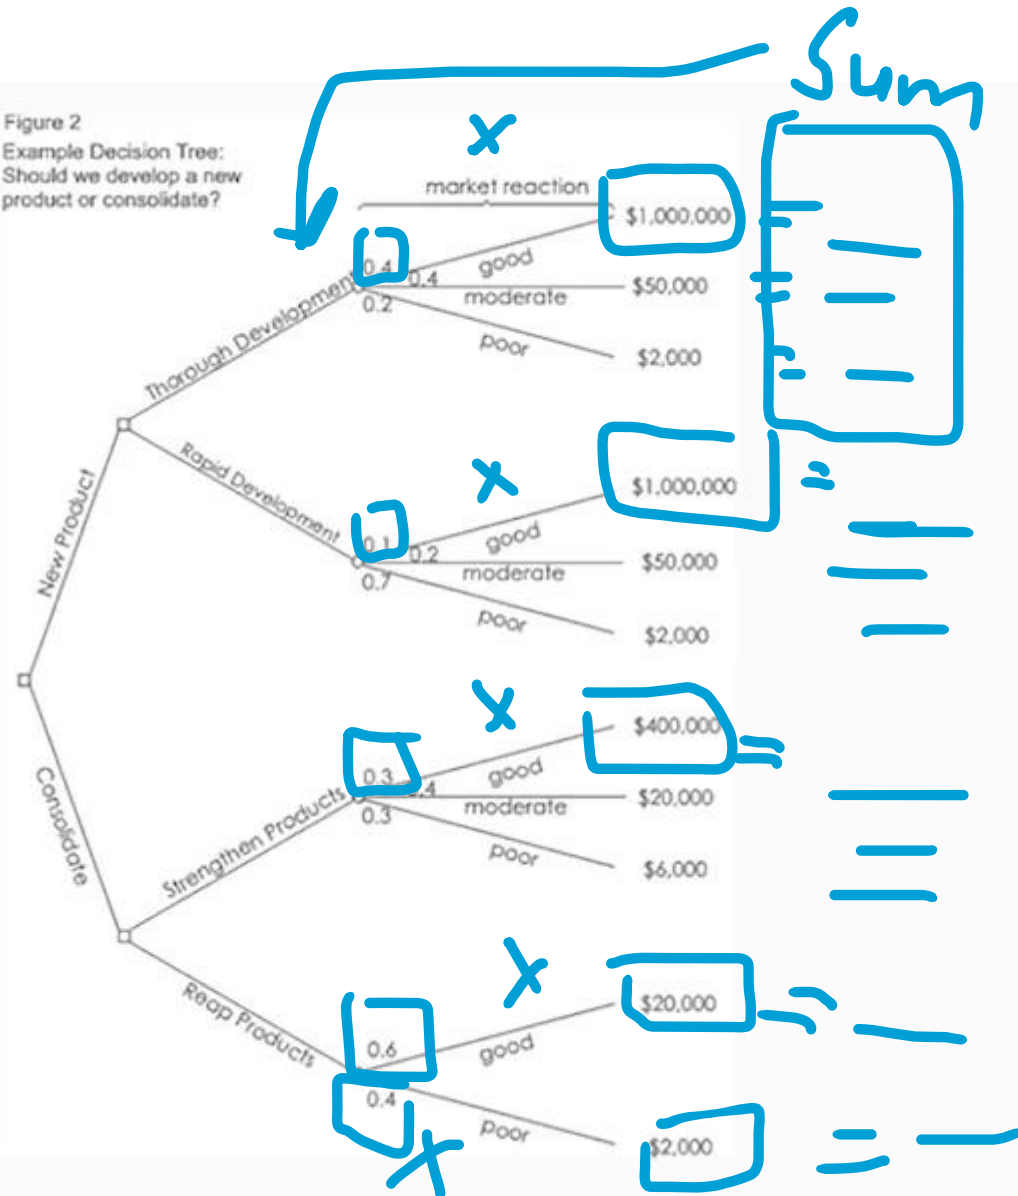 Sum
Figure 2
Example Decision Tree:
Should we develop a new
product or consolidate?
x
market reaction
$1,000,000
0.4
good
0.4
$50,000
moderate
0.2
poor
$2,000
Thorough Development
Rapid Development
x
$1,000,000
0.1
good
0.2
$50,000
moderate
0.7
poor
$2,000
New Product
Consolidate
x
$400,000
0.3
good
.4
$20,000
moderate
0.3
poor
$6,000
Strengthen Products
Reap Products
x
$20,000
0.6
good
0.4
poor
$2,000
x